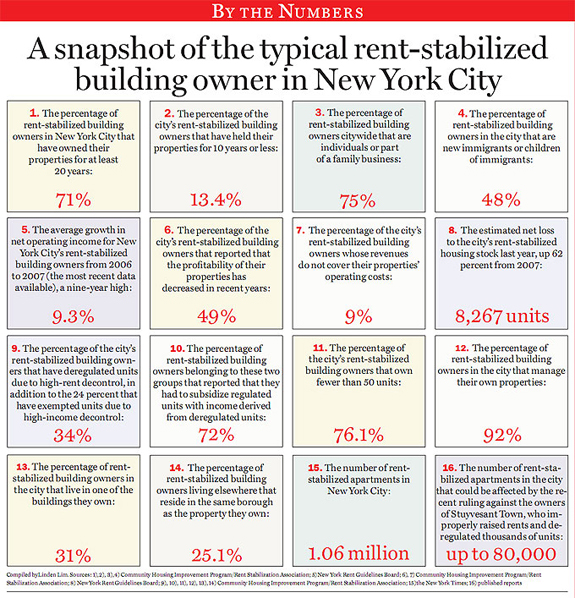 BY THE NUMBERS
A snapshot of the typical rent-stabilized
building owner in New York City
1. The percentage of
rent-stabilized building
owners in New York City that
have owned their
properties for at least
20 years:
71%
2. The percentage of the
city's rent-stabilized building
owners that have held their
properties for 10 years or less:
13.4%
3. The percentage of
rent-stabilized building
owners citywide that are
individuals or part
of a family business:
75%
4. The percentage of
rent-stabilized building
owners in the city that are new
immigrants or children
of immigrants:
48%
5. The average growth in
net operating income for New
York City's rent-stabilized
building owners from 2006
to 2007 (the most recent data
available), a nine-year high:
9.3%
6. The percentage of the
city's rent-stabilized building
owners that reported that
the profitability of their
properties has
decreased in recent years:
49%
7. The percentage of the city's
rent-stabilized building
owners whose revenues
do not cover their properties'
operating costs:
9%
8. The estimated net loss
to the city's rent-stabilized
housing stock last year, up 62
percent from 2007:
8,267 units
9. The percentage of the city's
rent-stabilized building own-
ers that have deregulated units
due to high-rent decontrol, in
addition to the 24 percent that
have exempted units due to
high-income decontrol:
34%
10. The percentage of
rent-stabilized building own-
ers belonging to these two
groups that reported that they
had to subsidize regulated
units with income derived
from deregulated units:
72%
11. The percentage of
the city's rent-stabilized
building owners that own
fewer than 50 units:
76.1%
12. The percentage of
rent-stabilized building
owners in the city that manage
their own properties:
92%
13. The percentage of rent-
stabilized building owners in
the city that live in one of the
buildings they own:
31%
14. The percentage of
rent-stabilized building
owners living elsewhere that
reside in the same borough
as the property they own:
25.1%
15. The number of rent-
stabilized apartments in
New York City:
1.06 million
16. The number of rent-sta-
bilized apartments in the city
that could be affected by the re-
cent ruling against the owners
of Stuyvesant Town, who im-
properly raised rents and de-
regulated thousands of units:
up to 80,000
Compiled by Linden Lim. Sources: 1), 2), 3), 4) Community Housing Improvement Program/Rent Stabilization Association; 5) New York Rent Guidelines Board; 6), 7) Community
Housing Improvement Program/Rent Stabilization Association; 8) New York Rent Guidelines Board; 9), 10), 11), 12), 13), 14) Community Housing Improvement Program/Rent Stabilization Association; 15) the New York Times; 16) published reports